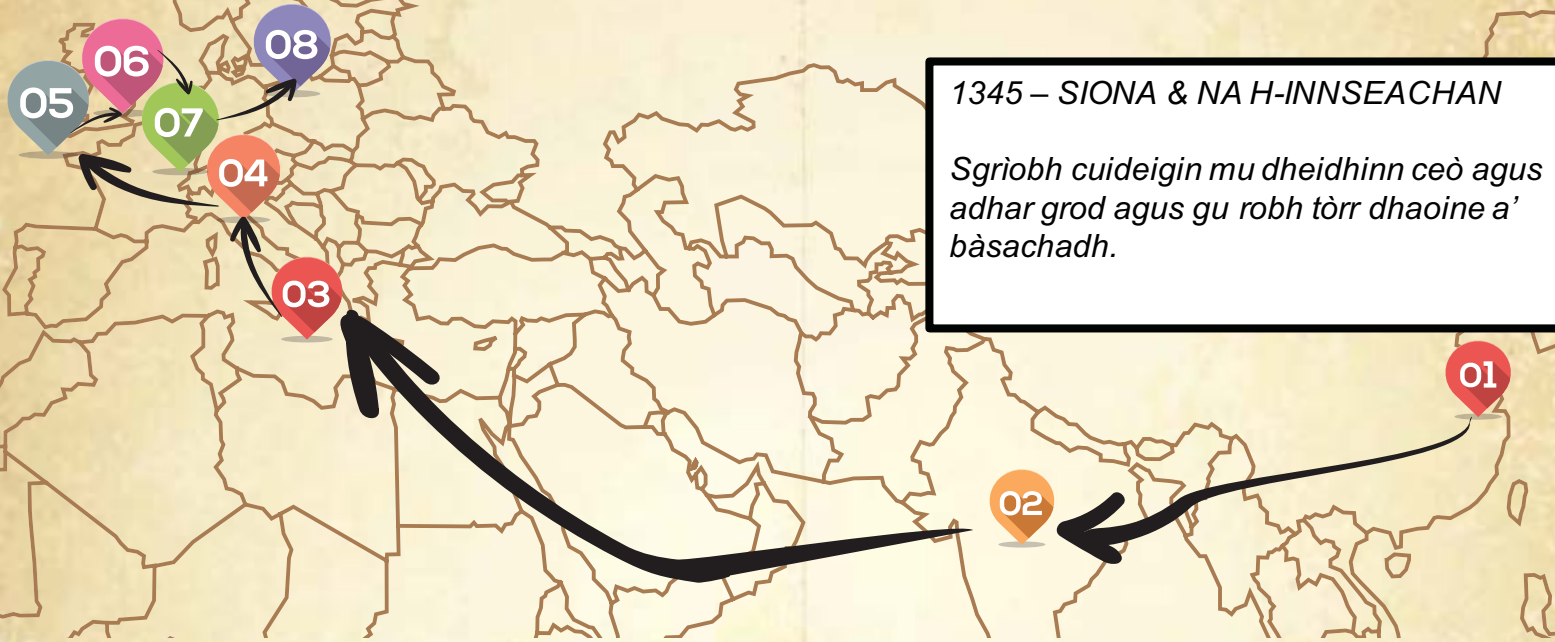 1345 – SIONA & NA H-INNSEACHAN
Sgrìobh cuideigin mu dheidhinn ceò agus
adhar grod agus gu robh tòrr dhaoine a’
bàsachadh.
01
02
03
04
05
06
07
08